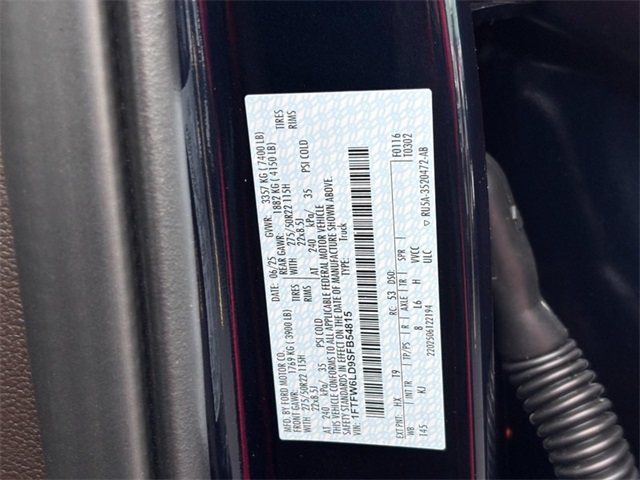 MFD. BY FORD MOTOR CO.
DATE: 06/25 GVWR: 3357 KG ( 7400 LB)
FRONT GAWR: 1769 KG ( 3900 LB) REAR GAWR: 1882 KG ( 4150 LB)
WITH 275/50R22 115H TIRES WITH 275/50R22 115H TIRES
22x8.5J RIMS 22x8.5J RIMS
AT 240 kPa/ 35 PSI COLD AT 240 kPa/ 35 PSI COLD
THIS VEHICLE CONFORMS TO ALL APPLICABLE FEDERAL MOTOR VEHICLE
SAFETY STANDARDS IN EFFECT ON THE DATE OF MANUFACTURE SHOWN ABOVE.
VIN: 1FTFW6LD9SFB54815 TYPE: Truck
F0116
T0302
EXT PNT: HX T9 RC: 53 DSO:
WB TP/PS R AXLE TR SPR
145 KJ 8 L6 H VVCC
2202506122194 ULC ▽ RU5A-3520472-AB